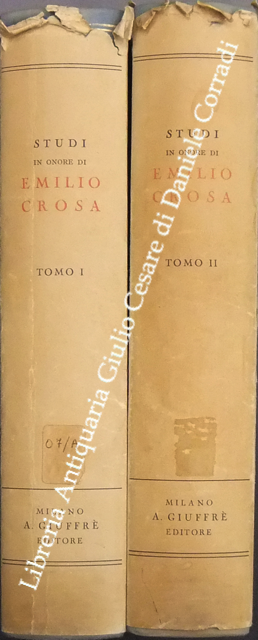 STUDI
IN ONORE DI
EMILIO
CROSA
TOMO I
07/A
MILANO
A. GIUFFRÈ
EDITORE
STUDI
IN ONORE DI
EMILIO
CROSA
TOMO II
MILANO
A. GIUFFRÈ
EDITORE
Libreria Antiquaria Giulio Cesare di Daniele Corradi